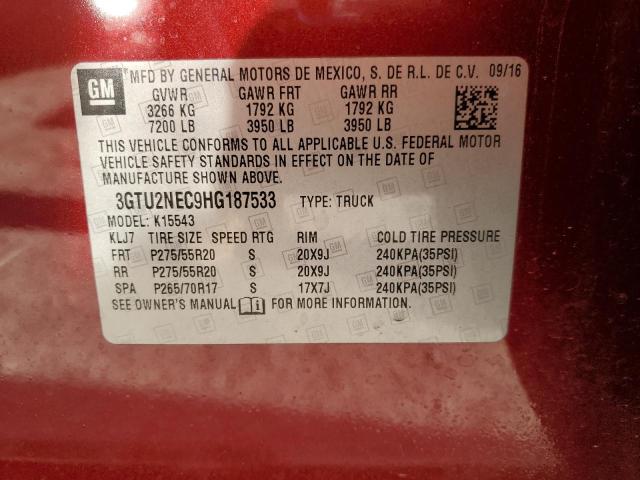 GM
MFD BY GENERAL MOTORS DE MEXICO, S. DE R.L. DE C.V. 09/16
GVWR GAWR FRT GAWR RR
3266 KG 1792 KG 1792 KG
7200 LB 3950 LB 3950 LB
THIS VEHICLE CONFORMS TO ALL APPLICABLE U.S. FEDERAL MOTOR
VEHICLE SAFETY STANDARDS IN EFFECT ON THE DATE OF
MANUFACTURE SHOWN ABOVE.
3GTU2NEC9HG187533 TYPE: TRUCK
MODEL: K15543
KLJ7 TIRE SIZE SPEED RTG RIM COLD TIRE PRESSURE
FRT P275/55R20 S 20X9J 240KPA(35PSI)
RR P275/55R20 S 20X9J 240KPA(35PSI)
SPA P265/70R17 S 17X7J 240KPA(35PSI)
SEE OWNER'S MANUAL FOR MORE INFORMATION.